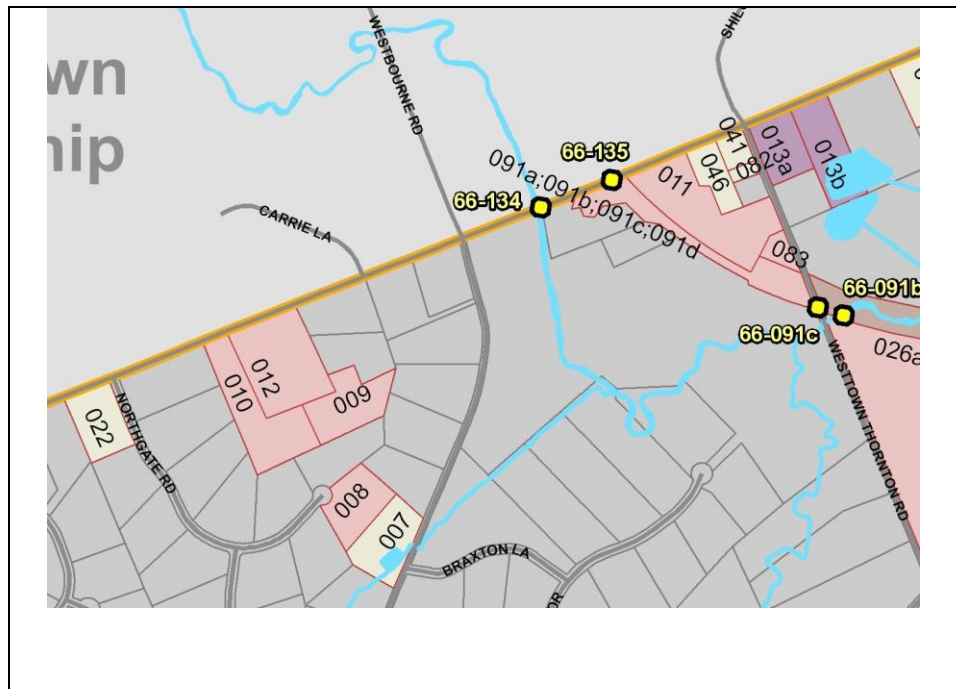 wn
hip
WESTBOURNE RD
66-135
041
013a
013b
011
046
091a;091b;091c;091d
66-134
CARRIE LA
083
66-091b
66-091c
026a
012
010
009
022
NORTHGATE RD
WESTTOWN THORNTON RD
008
007
BRAXTON LA